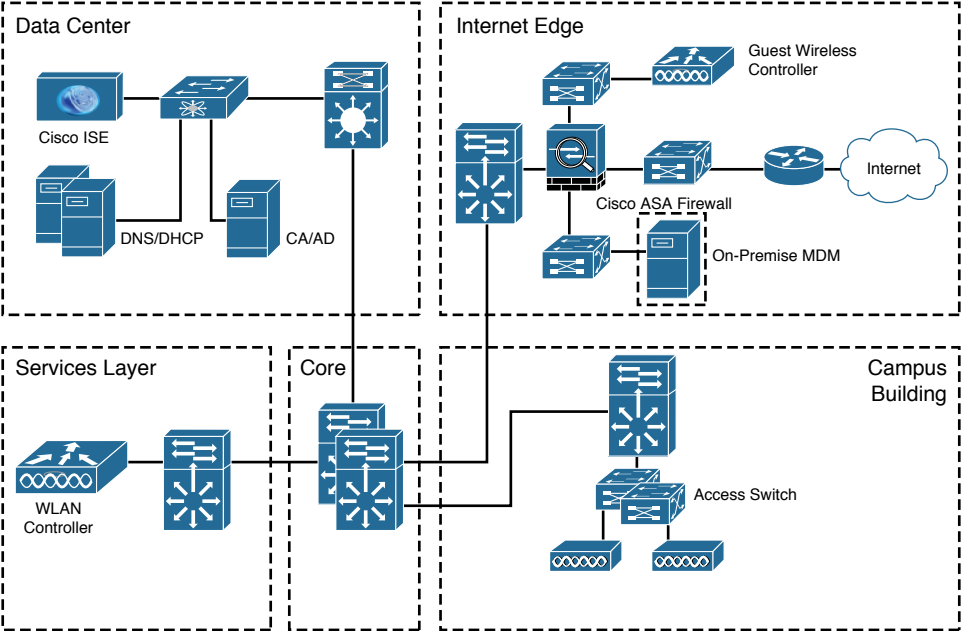 Data Center
Cisco ISE
DNS/DHCP
CA/AD
Internet Edge
Guest Wireless
Controller
Internet
Cisco ASA Firewall
On-Premise MDM
Services Layer
WLAN
Controller
Core
Campus
Building
Access Switch